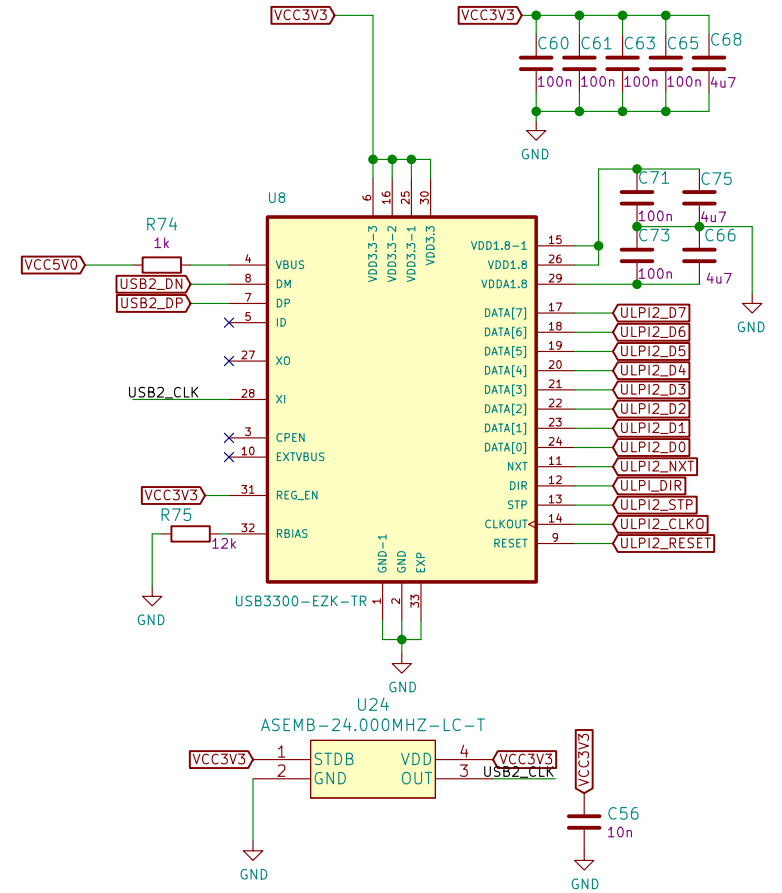 VCC3V3
VCC3V3
C60
C61
C63
C65
C68
100n
100n
100n
100n
4u7
GND
U8
6
16
25
30
VDD3.3-3
VDD3.3-2
VDD3.3-1
VDD3.3
C71
C75
100n
4u7
C73
C66
100n
4u7
GND
R74
1k
VCC5V0
4
VBUS
USB2_DN
8
DM
USB2_DP
7
DP
5
ID
27
XO
USB2_CLK
28
XI
3
CPEN
10
EXTVBUS
VCC3V3
31
REG_EN
R75
12k
32
RBIAS
GND
VDD1.8-1
15
VDD1.8
26
VDDA1.8
29
DATA[7]
17
ULPI2_D7
DATA[6]
18
ULPI2_D6
DATA[5]
19
ULPI2_D5
DATA[4]
20
ULPI2_D4
DATA[3]
21
ULPI2_D3
DATA[2]
22
ULPI2_D2
DATA[1]
23
ULPI2_D1
DATA[0]
24
ULPI2_D0
NXT
11
ULPI2_NXT
DIR
12
ULPI_DIR
STP
13
ULPI2_STP
CLKOUT
14
ULPI2_CLKO
RESET
9
ULPI2_RESET
GND-1
GND
EXP
1
2
33
USB3300-EZK-TR
GND
U24
ASEMB-24.000MHZ-LC-T
VCC3V3
1
STDB
VDD
4
VCC3V3
2
GND
OUT
3
USB2_CLK
GND
VCC3V3
C56
10n
GND